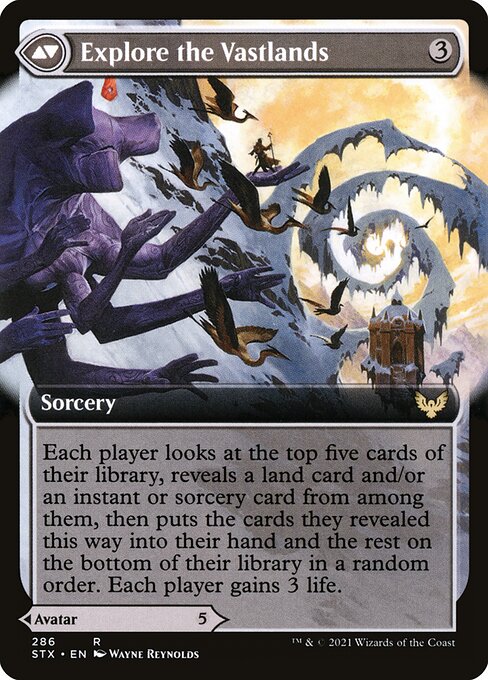 Explore the Vastlands 3
Sorcery
Each player looks at the top five cards of
their library, reveals a land card and/or
an instant or sorcery card from among
them, then puts the cards they revealed
this way into their hand and the rest on
the bottom of their library in a random
order. Each player gains 3 life.
Avatar 5
286 R
STX • EN Wayne Reynolds
™ & © 2021 Wizards of the Coast